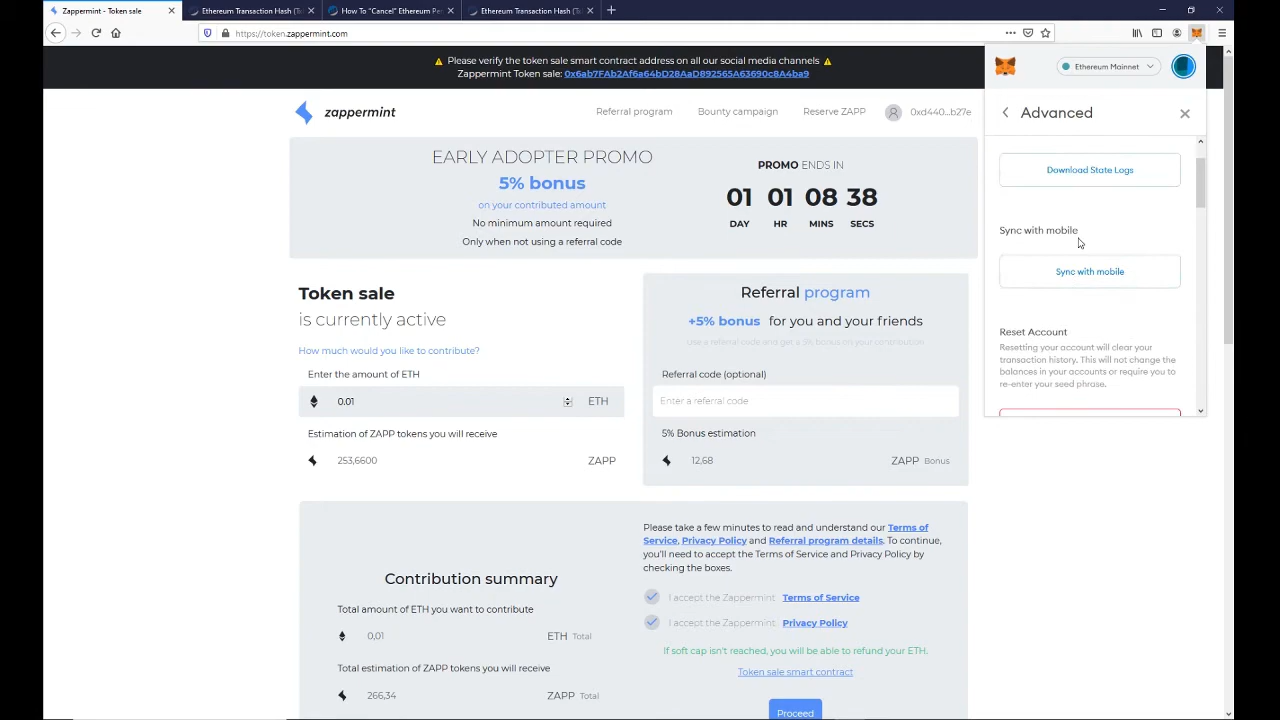 Zappermint - Token sale
Ethereum Transaction Hash (Tx
How To "Cancel" Ethereum Pe
Ethereum Transaction Hash (Tx
https://token.zappermint.com
Please verify the token sale smart contract address on all our social media channels
Zappermint Token sale: 0x6ab7FAb2Af6a64bD28AaD892565A63690c8A4ba9
zappermint
Referral program
Bounty campaign
Reserve ZAPP
0xd440...b27e
EARLY ADOPTER PROMO
5% bonus
on your contributed amount
No minimum amount required
Only when not using a referral code
PROMO ENDS IN
01 01 08 38
DAY HR MINS SECS
Token sale
is currently active
How much would you like to contribute?
Enter the amount of ETH
0.01 ETH
Estimation of ZAPP tokens you will receive
253,6600 ZAPP
Referral program
+5% bonus for you and your friends
use a referral code and get a 5% bonus on your contribution
Referral code (optional)
Enter a referral code
5% Bonus estimation
12,68 ZAPP Bonus
Contribution summary
Total amount of ETH you want to contribute
0,01 ETH Total
Total estimation of ZAPP tokens you will receive
266,34 ZAPP Total
Please take a few minutes to read and understand our Terms of
Service, Privacy Policy and Referral program details. To continue,
you'll need to accept the Terms of Service and Privacy Policy by
checking the boxes.
I accept the Zappermint Terms of Service
I accept the Zappermint Privacy Policy
If soft cap isn't reached, you will be able to refund your ETH.
Token sale smart contract
Proceed
Ethereum Mainnet
Advanced
Download State Logs
Sync with mobile
Sync with mobile
Reset Account
Resetting your account will clear your
transaction history. This will not change the
balances in your accounts or require you to
re-enter your seed phrase.